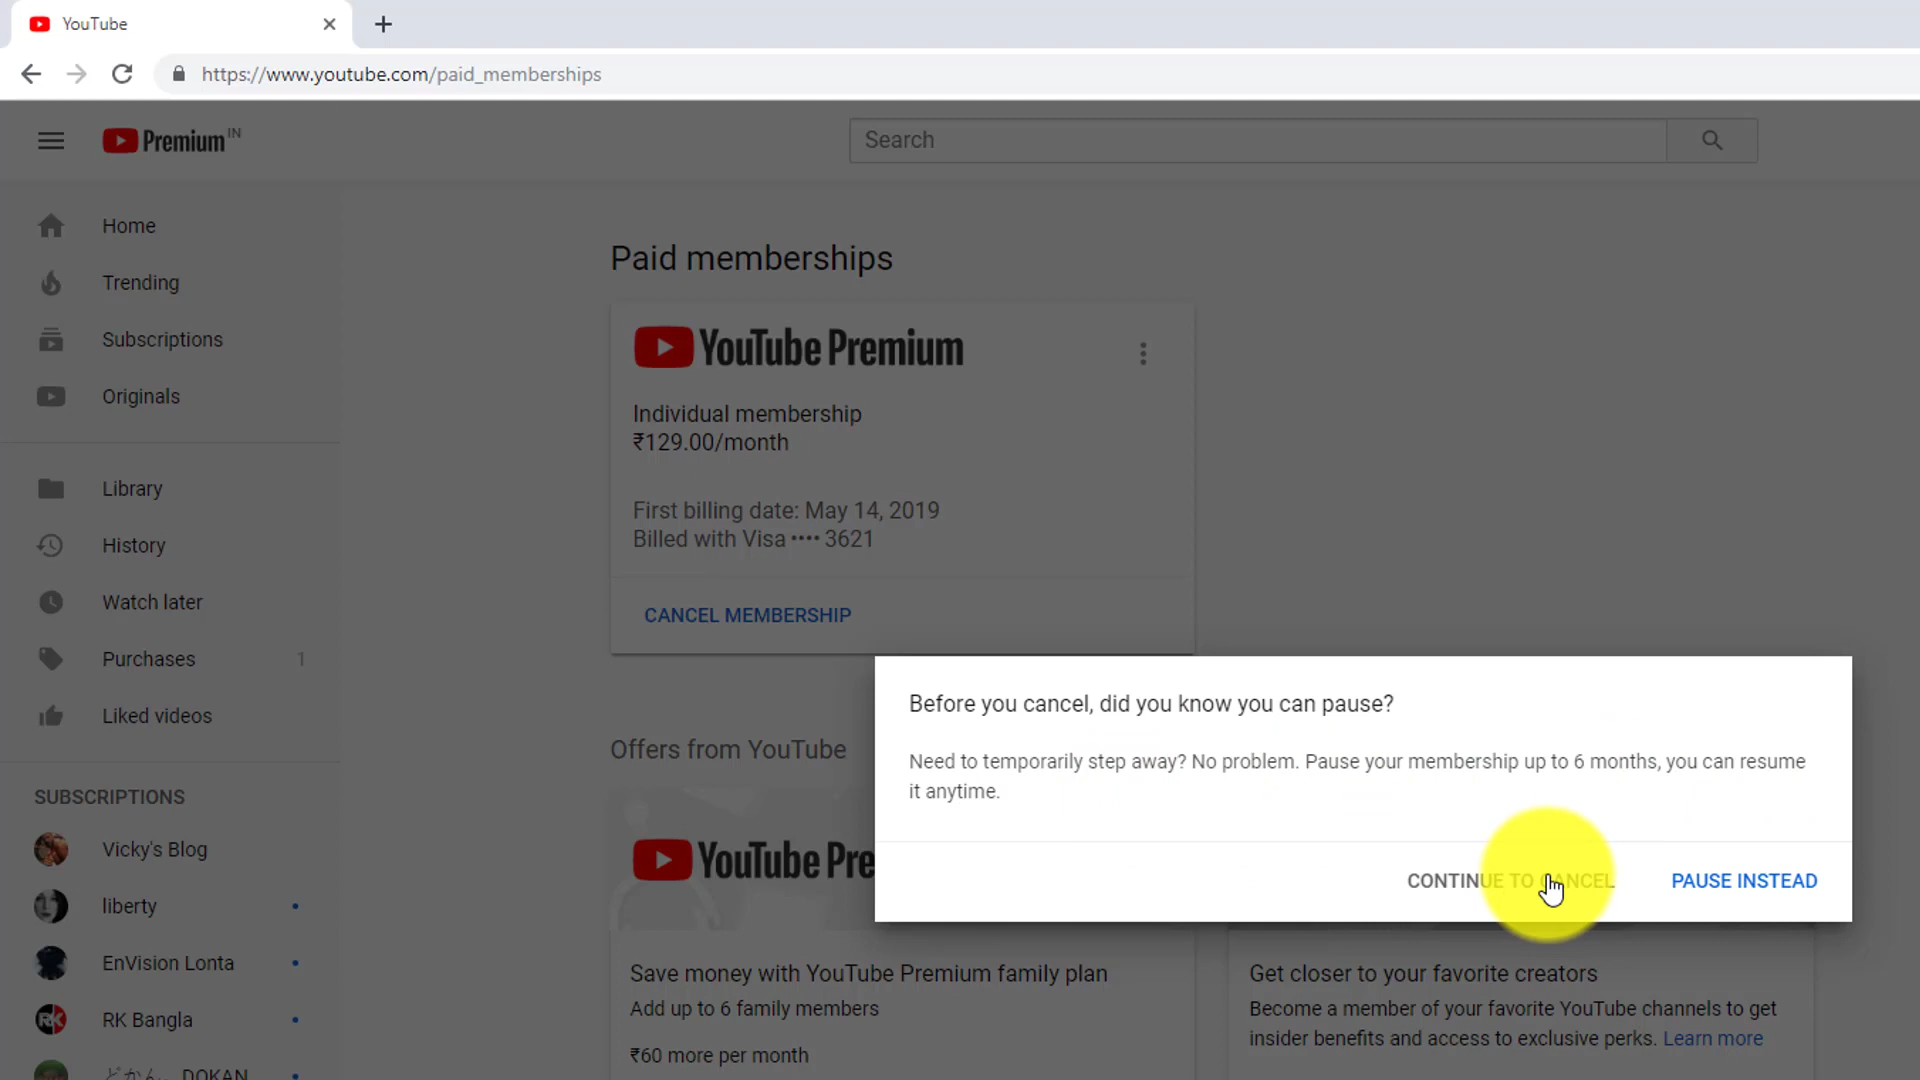 YouTube
https://www.youtube.com/paid_memberships
Premium IN
Search
Home
Trending
Subscriptions
Originals
Library
History
Watch later
Purchases 1
Liked videos
SUBSCRIPTIONS
Vicky's Blog
liberty
EnVision Lonta
RK Bangla
Paid memberships
YouTube Premium
Individual membership
₹129.00/month
First billing date: May 14, 2019
Billed with Visa •••• 3621
CANCEL MEMBERSHIP
Before you cancel, did you know you can pause?
Need to temporarily step away? No problem. Pause your membership up to 6 months, you can resume
it anytime.
CONTINUE TO CANCEL
PAUSE INSTEAD
Offers from YouTube
YouTube Pre
Save money with YouTube Premium family plan
Add up to 6 family members
₹60 more per month
Get closer to your favorite creators
Become a member of your favorite YouTube channels to get
insider benefits and access to exclusive perks. Learn more